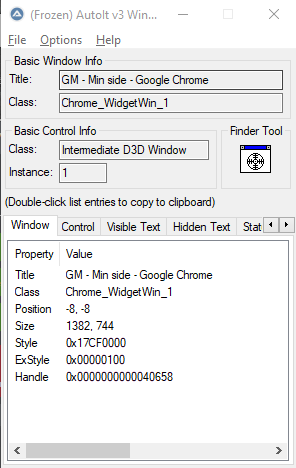 (Frozen) AutoIt v3 Win...
File Options Help
Basic Window Info
Title: GM - Min side - Google Chrome
Class: Chrome_WidgetWin_1
Basic Control Info
Class: Intermediate D3D Window
Instance: 1
Finder Tool
(Double-click list entries to copy to clipboard)
Window Control Visible Text Hidden Text Stat
Property Value
Title GM - Min side - Google Chrome
Class Chrome_WidgetWin_1
Position -8, -8
Size 1382, 744
Style 0x17CF0000
ExStyle 0x00000100
Handle 0x0000000000040658